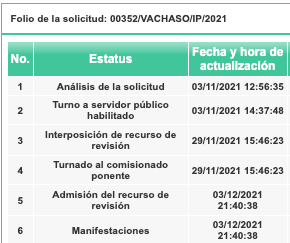 Folio de la solicitud: 00352/VACHASO/IP/2021
No. Estatus Fecha y hora de
actualización
1 Análisis de la solicitud 03/11/2021 12:56:35
2 Turno a servidor público
habilitado 03/11/2021 14:37:48
3 Interposición de recurso de
revisión 29/11/2021 15:46:23
4 Turnado al comisionado
ponente 29/11/2021 15:46:23
5 Admisión del recurso de
revisión 03/12/2021
21:40:38
6 Manifestaciones 03/12/2021
21:40:38